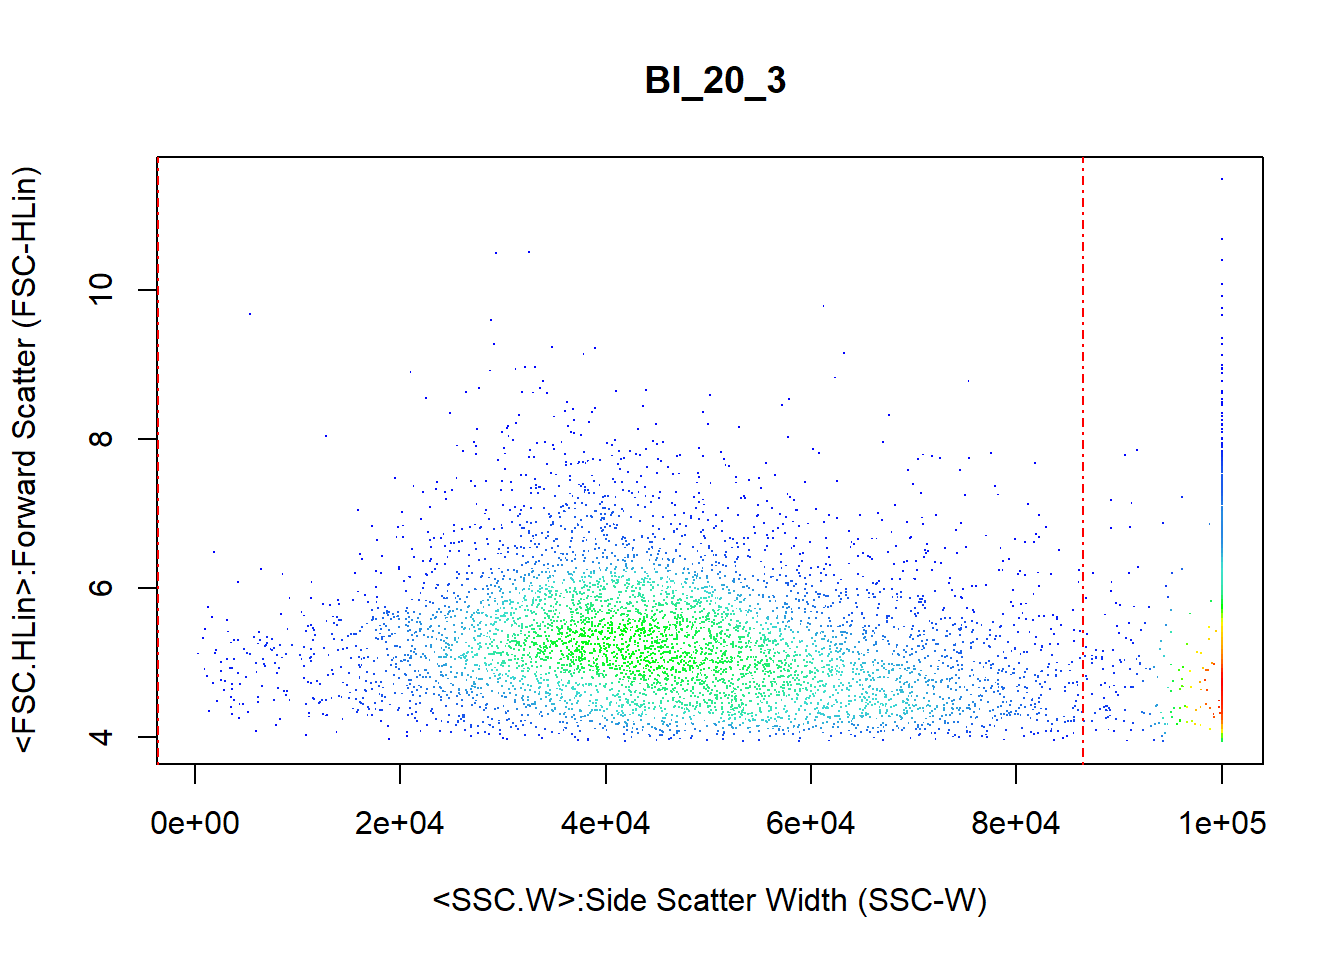 BI_20_3
<FSC.HLin>:Forward Scatter (FSC-HLin)
10
8
6
4
0e+00 2e+04 4e+04 6e+04 8e+04 1e+05
<SSC.W>:Side Scatter Width (SSC-W)